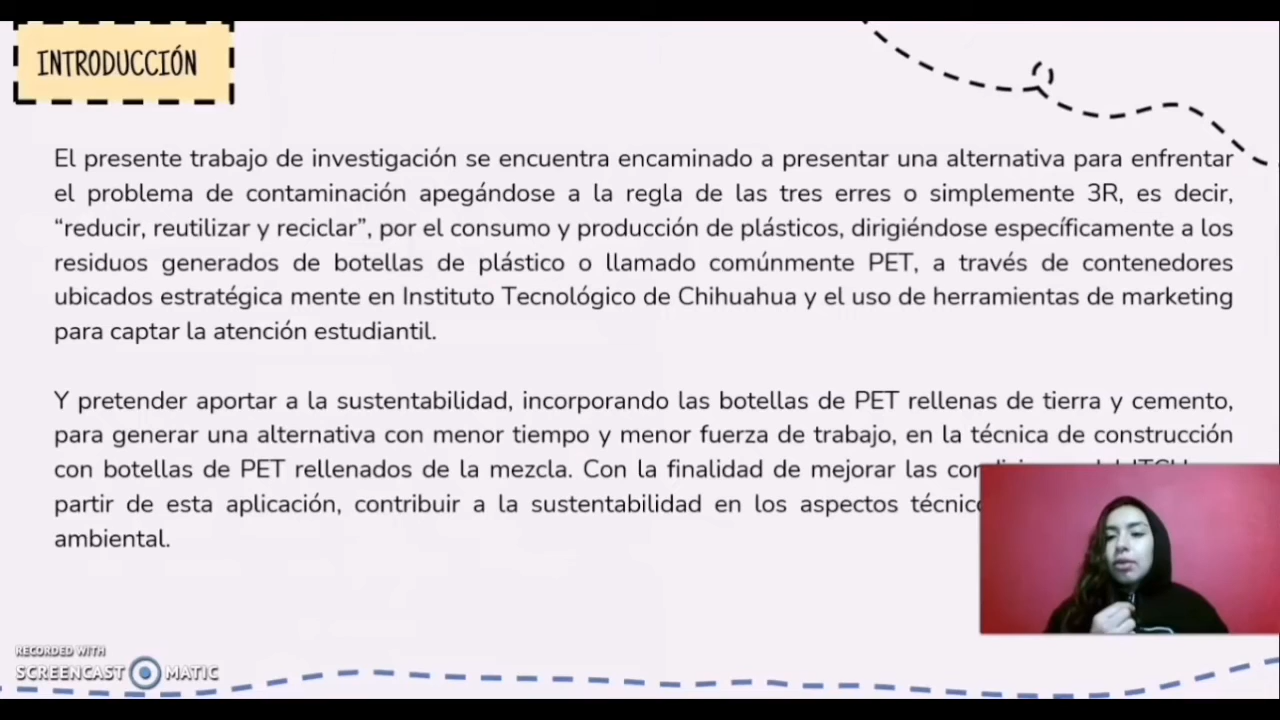 INTRODUCCIÓN
El presente trabajo de investigación se encuentra encaminado a presentar una alternativa para enfrentar
el problema de contaminación apegándose a la regla de las tres erres o simplemente 3R, es decir,
“reducir, reutilizar y reciclar”, por el consumo y producción de plásticos, dirigiéndose específicamente a los
residuos generados de botellas de plástico o llamado comúnmente PET, a través de contenedores
ubicados estratégica mente en Instituto Tecnológico de Chihuahua y el uso de herramientas de marketing
para captar la atención estudiantil.
Y pretender aportar a la sustentabilidad, incorporando las botellas de PET rellenas de tierra y cemento,
para generar una alternativa con menor tiempo y menor fuerza de trabajo, en la técnica de construcción
con botellas de PET rellenados de la mezcla. Con la finalidad de mejorar las
partir de esta aplicación, contribuir a la sustentabilidad en los aspectos
ambiental.
RECORDED WITH
SCREENCAST MATIC